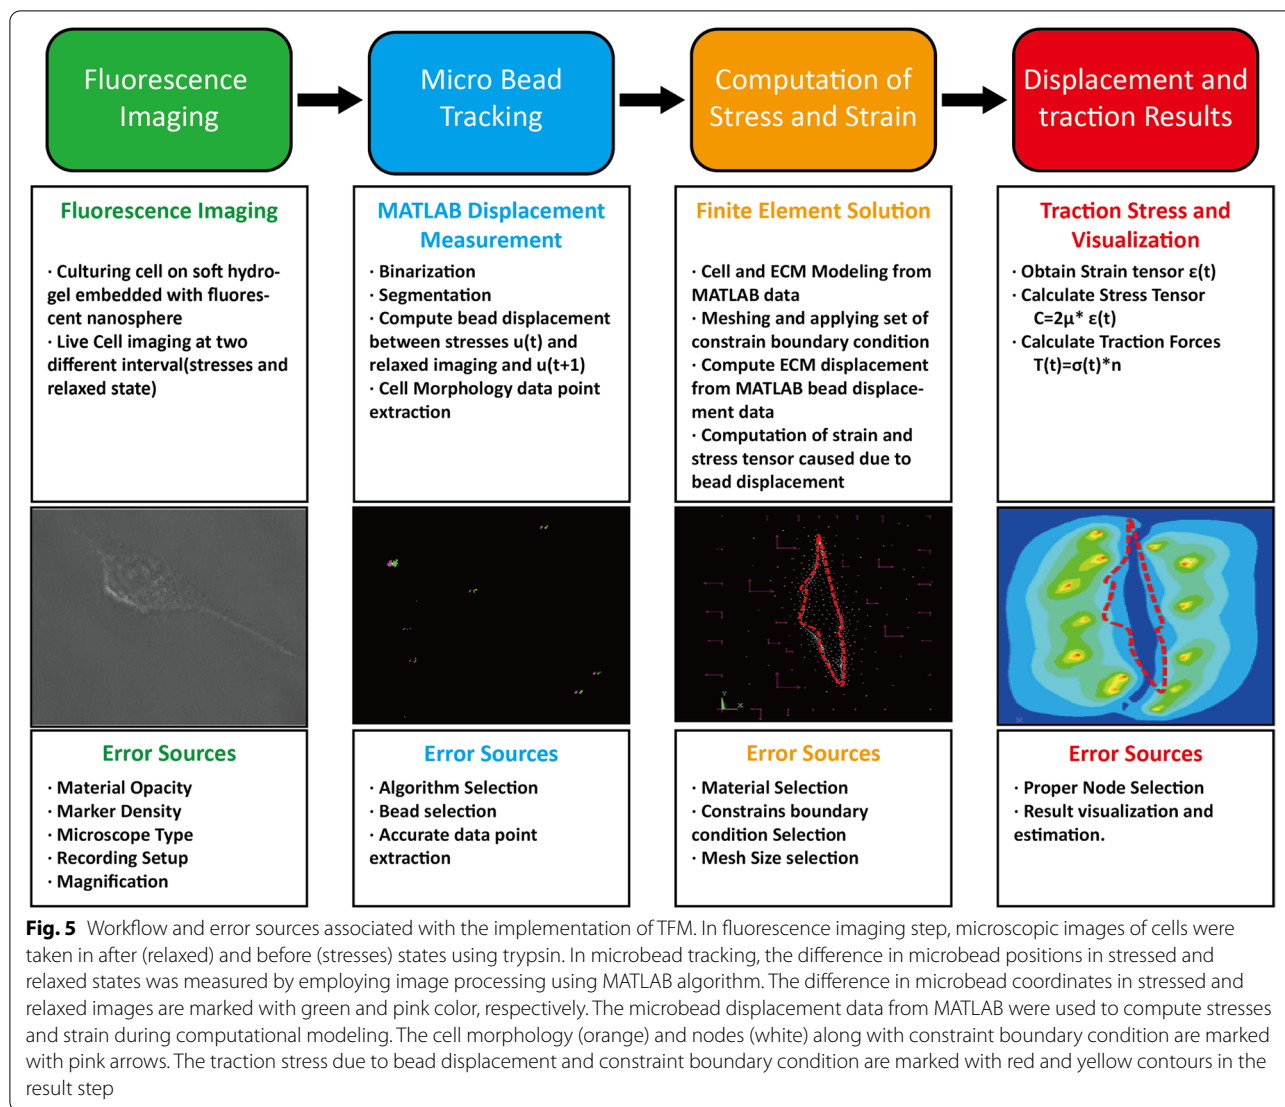 Fluorescence
Imaging
Micro Bead
Tracking
Computation of
Stress and Strain
Displacement and
traction Results
Fluorescence Imaging
· Culturing cell on soft hydro-
gel embedded with fluores-
cent nanosphere
· Live Cell imaging at two
different interval(stresses and
relaxed state)
MATLAB Displacement
Measurement
· Binarization
· Segmentation
· Compute bead displacement
between stresses u(t) and
relaxed imaging and u(t+1)
· Cell Morphology data point
extraction
Finite Element Solution
· Cell and ECM Modeling from
MATLAB data
· Meshing and applying set of
constrain boundary condition
· Compute ECM displacement
from MATLAB bead displace-
ment data
· Computation of strain and
stress tensor caused due to
bead displacement
Traction Stress and
Visualization
· Obtain Strain tensor ε(t)
· Calculate Stress Tensor
C=2μ* ε(t)
· Calculate Traction Forces
T(t)=σ(t)*n
Y
X
X
Error Sources
· Material Opacity
· Marker Density
· Microscope Type
· Recording Setup
· Magnification
Error Sources
· Algorithm Selection
· Bead selection
· Accurate data point
extraction
Error Sources
· Material Selection
· Constrains boundary
condition Selection
· Mesh Size selection
Error Sources
· Proper Node Selection
· Result visualization and
estimation.
Fig. 5 Workflow and error sources associated with the implementation of TFM. In fluorescence imaging step, microscopic images of cells were
taken in after (relaxed) and before (stresses) states using trypsin. In microbead tracking, the difference in microbead positions in stressed and
relaxed states was measured by employing image processing using MATLAB algorithm. The difference in microbead coordinates in stressed and
relaxed images are marked with green and pink color, respectively. The microbead displacement data from MATLAB were used to compute stresses
and strain during computational modeling. The cell morphology (orange) and nodes (white) along with constraint boundary condition are marked
with pink arrows. The traction stress due to bead displacement and constraint boundary condition are marked with red and yellow contours in the
result step